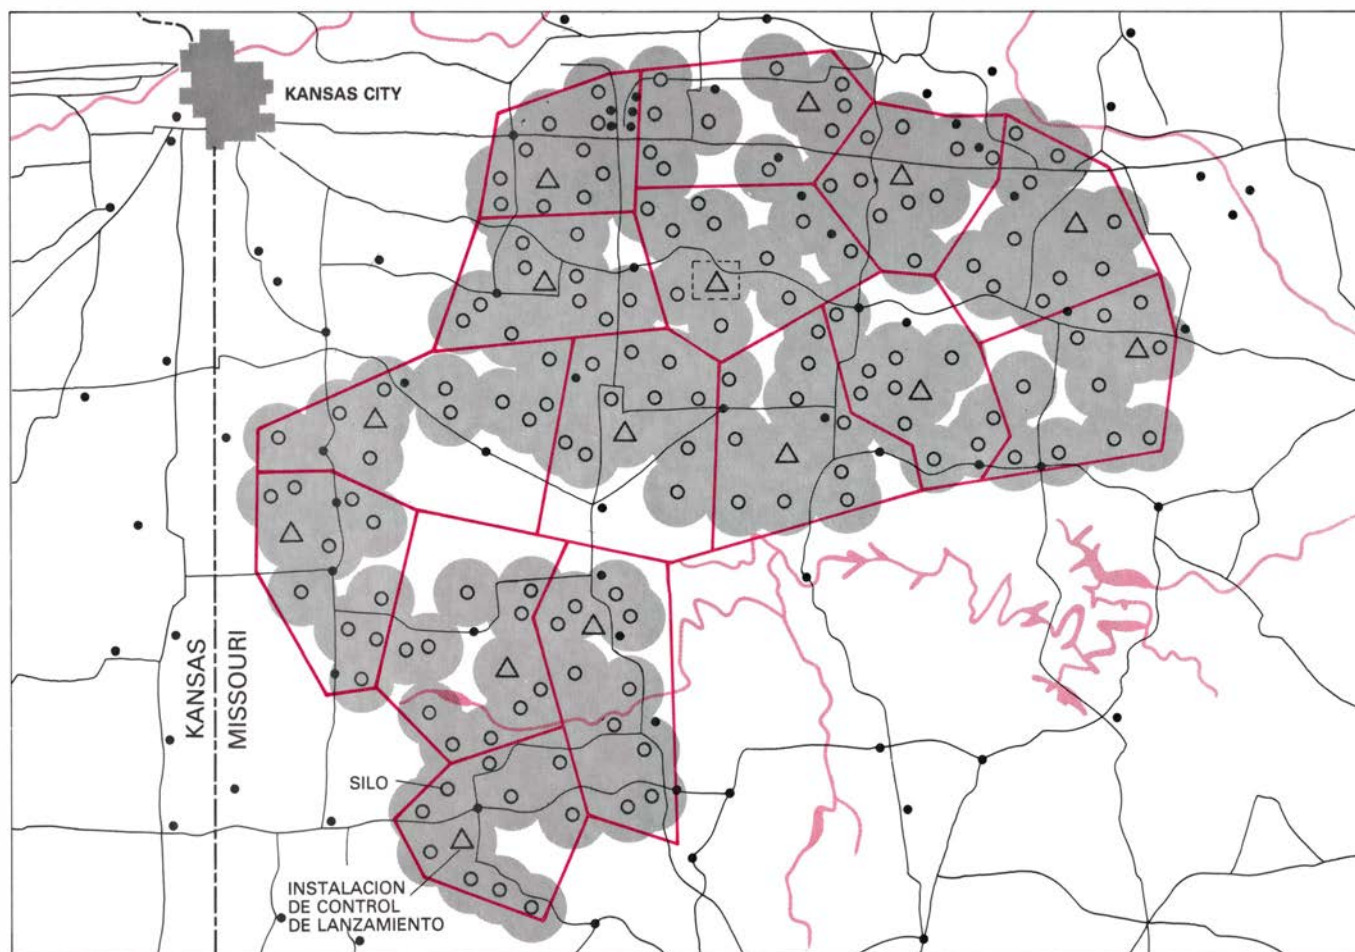 KANSAS CITY
KANSAS
MISSOURI
SILO
INSTALACION
DE CONTROL
DE LANZAMIENTO